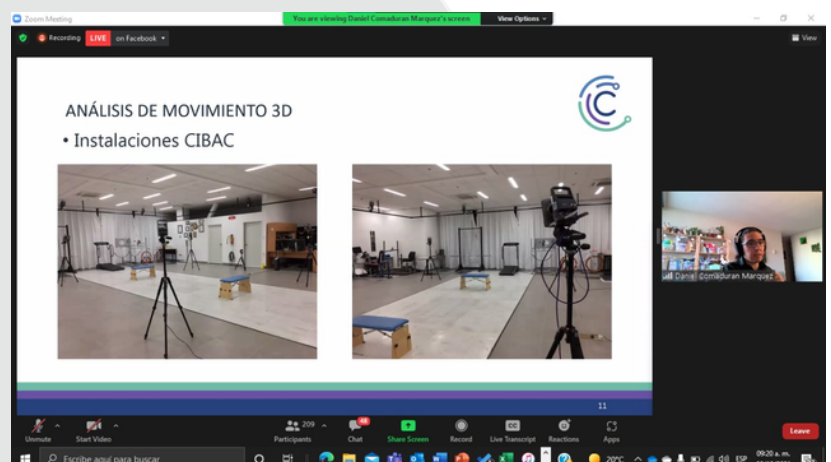 Zoom Meeting
You are viewing Daniel Comaduran Marquez's screen
View Options
Recording
LIVE
on Facebook
View
ANÁLISIS DE MOVIMIENTO 3D
• Instalaciones CIBAC
Daniel Comaduran Marquez
11
Unmute
Start Video
209
Participants
48
Chat
Share Screen
Record
CC
Live Transcript
Reactions
Apps
Leave
Escribe aquí para buscar
20°C
ESP
09:20 a. m.